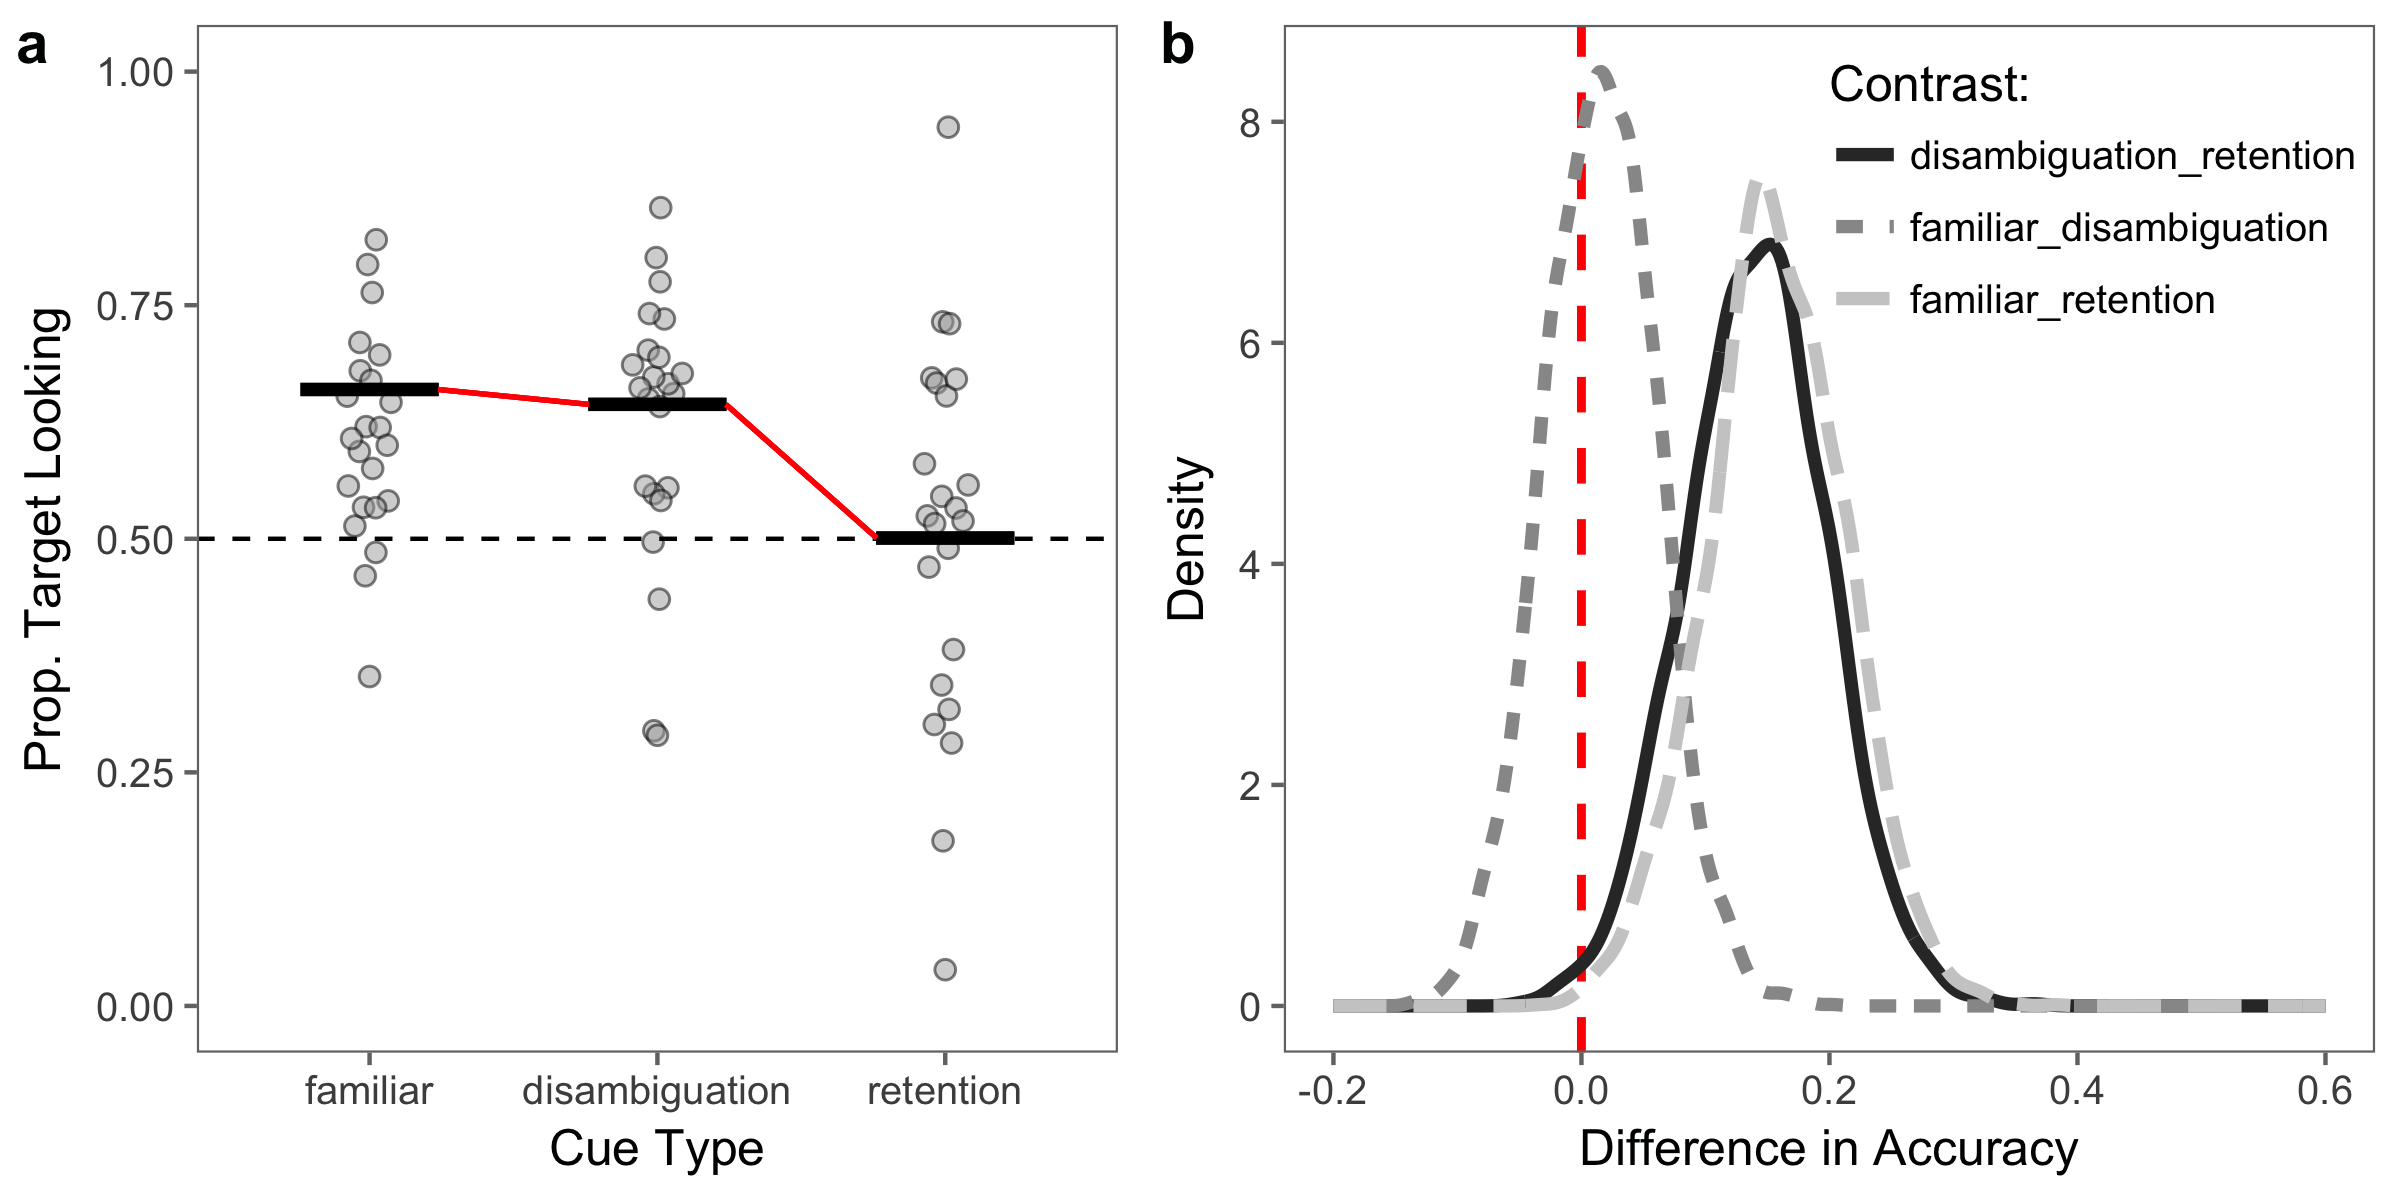 a
1.00
0.75
0.50
0.25
0.00
Prop. Target Looking
familiar
disambiguation
retention
Cue Type
b
8
6
4
2
0
Density
Contrast:
disambiguation_retention
familiar_disambiguation
familiar_retention
-0.2
0.0
0.2
0.4
0.6
Difference in Accuracy